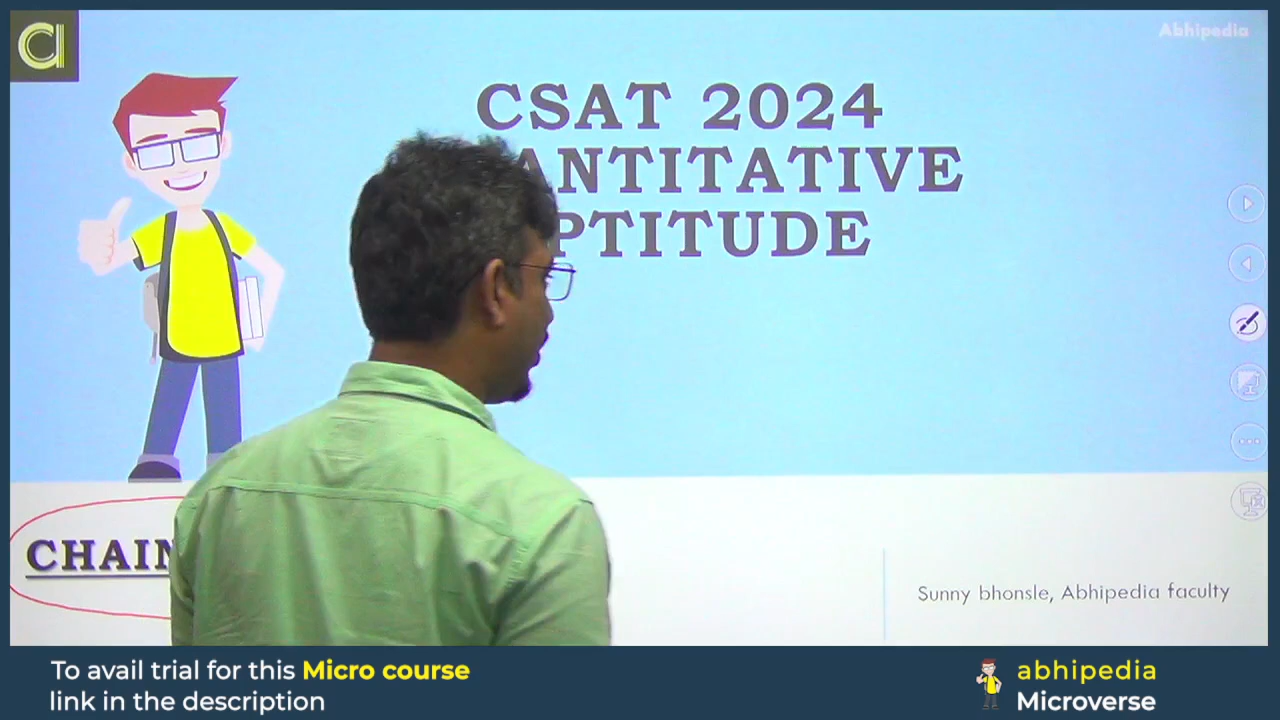 Abhipedia
CSAT 2024
ANTITATIVE
PTITUDE
CHAIN
Sunny bhonsle, Abhipedia faculty
To avail trial for this Micro course
link in the description
abhipedia
Microverse